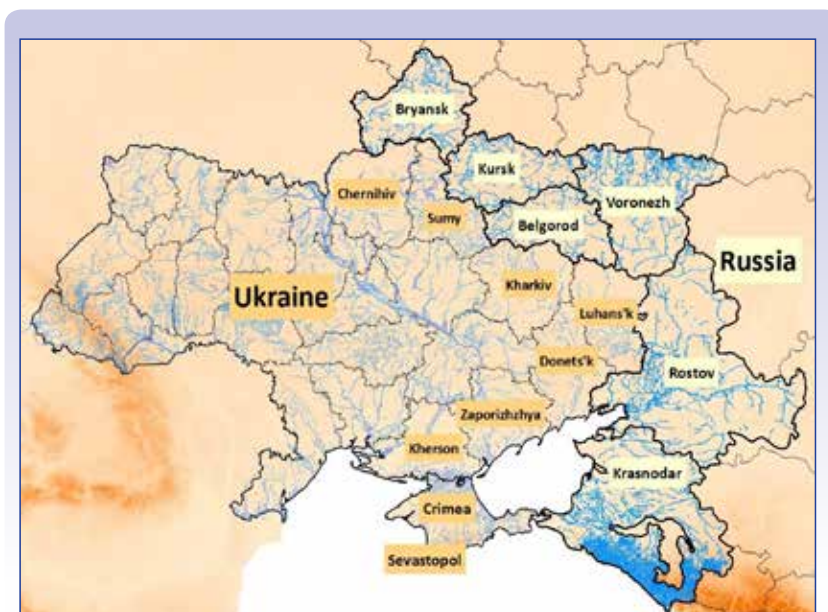 Bryansk
Kursk
Chernihiv
Voronezh
Sumy
Belgorod
Russia
Kharkiv
Ukraine
Luhans'k
Donets'k
Rostov
Zaporizhzhya
Kherson
Krasnodar
Crimea
Sevastopol